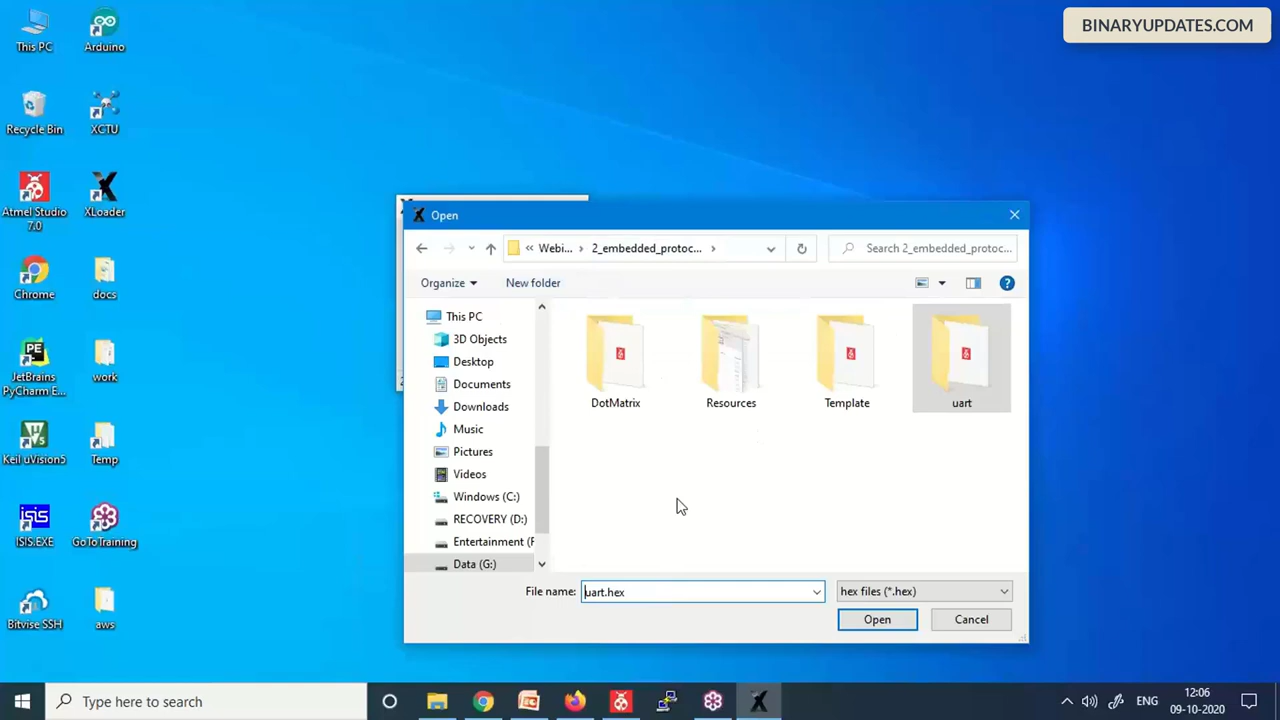 BINARYUPDATES.COM
This PC
Arduino
Recycle Bin
XCTU
Atmel Studio
7.0
XLoader
Chrome
docs
JetBrains
PyCharm E...
work
Keil uVision5
Temp
ISIS.EXE
GoToTraining
Bitvise SSH
aws
Open
« Webi... › 2_embedded_protoc... ›
Search 2_embedded_protoc...
Organize
New folder
This PC
3D Objects
Desktop
Documents
Downloads
Music
Pictures
Videos
Windows (C:)
RECOVERY (D:)
Entertainment (F
Data (G:)
DotMatrix
Resources
Template
uart
File name:
uart.hex
hex files (*.hex)
Open
Cancel
Type here to search
ENG
12:06
09-10-2020